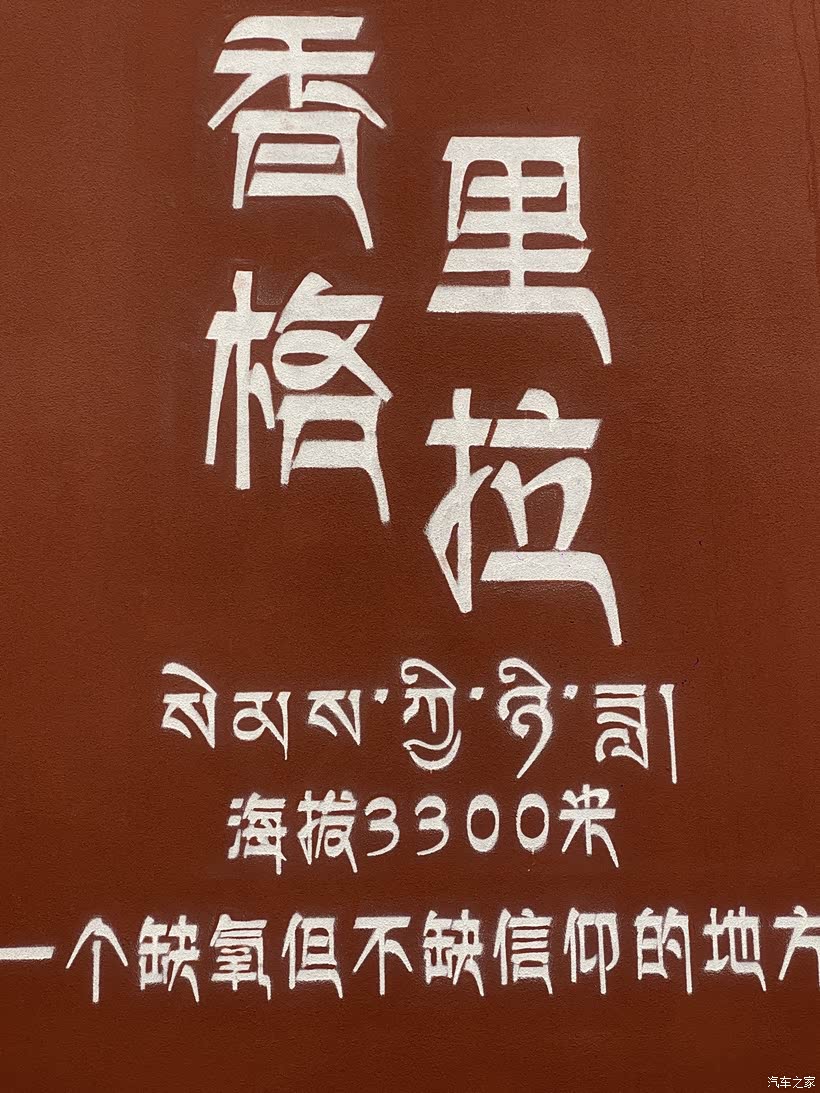 香格
里拉
སེམས་ཀྱི་ཉི་ཟླ།
海拔3300米
一个缺氧但不缺信仰的地方
汽车之家